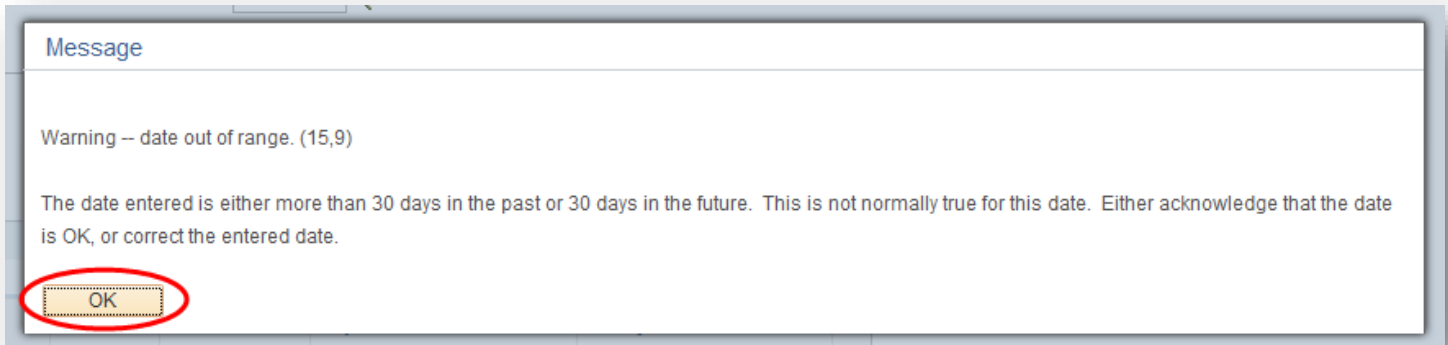 Message
Warning -- date out of range. (15,9)
The date entered is either more than 30 days in the past or 30 days in the future.  This is not normally true for this date.  Either acknowledge that the date
is OK, or correct the entered date.
OK